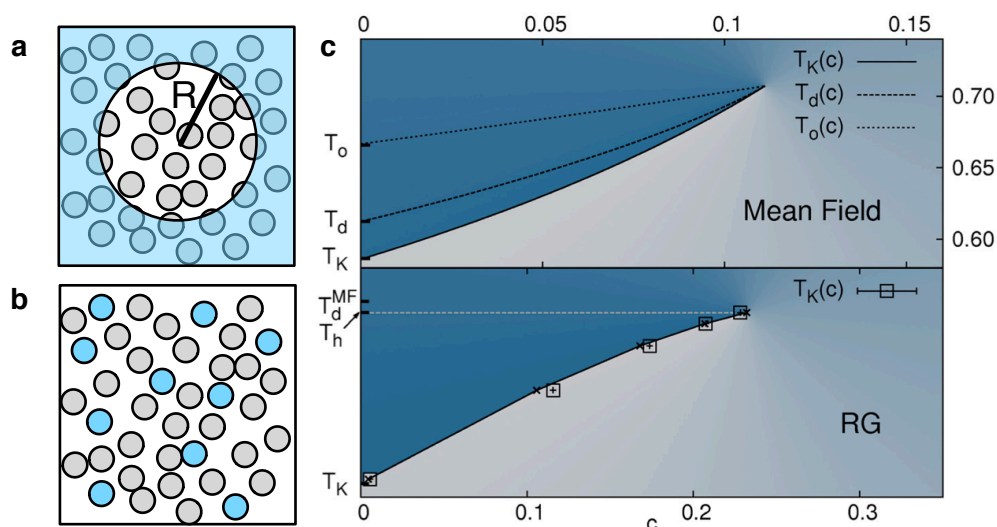 a
R
b
c
0 0.05 0.1 0.15
T_K(c)
T_d(c)
T_o(c)
0.70
0.65
0.60
T_o
T_d
T_K
Mean Field
T_K(c)
T_d^MF
T_h
T_K
RG
0 0.1 0.2 0.3
c